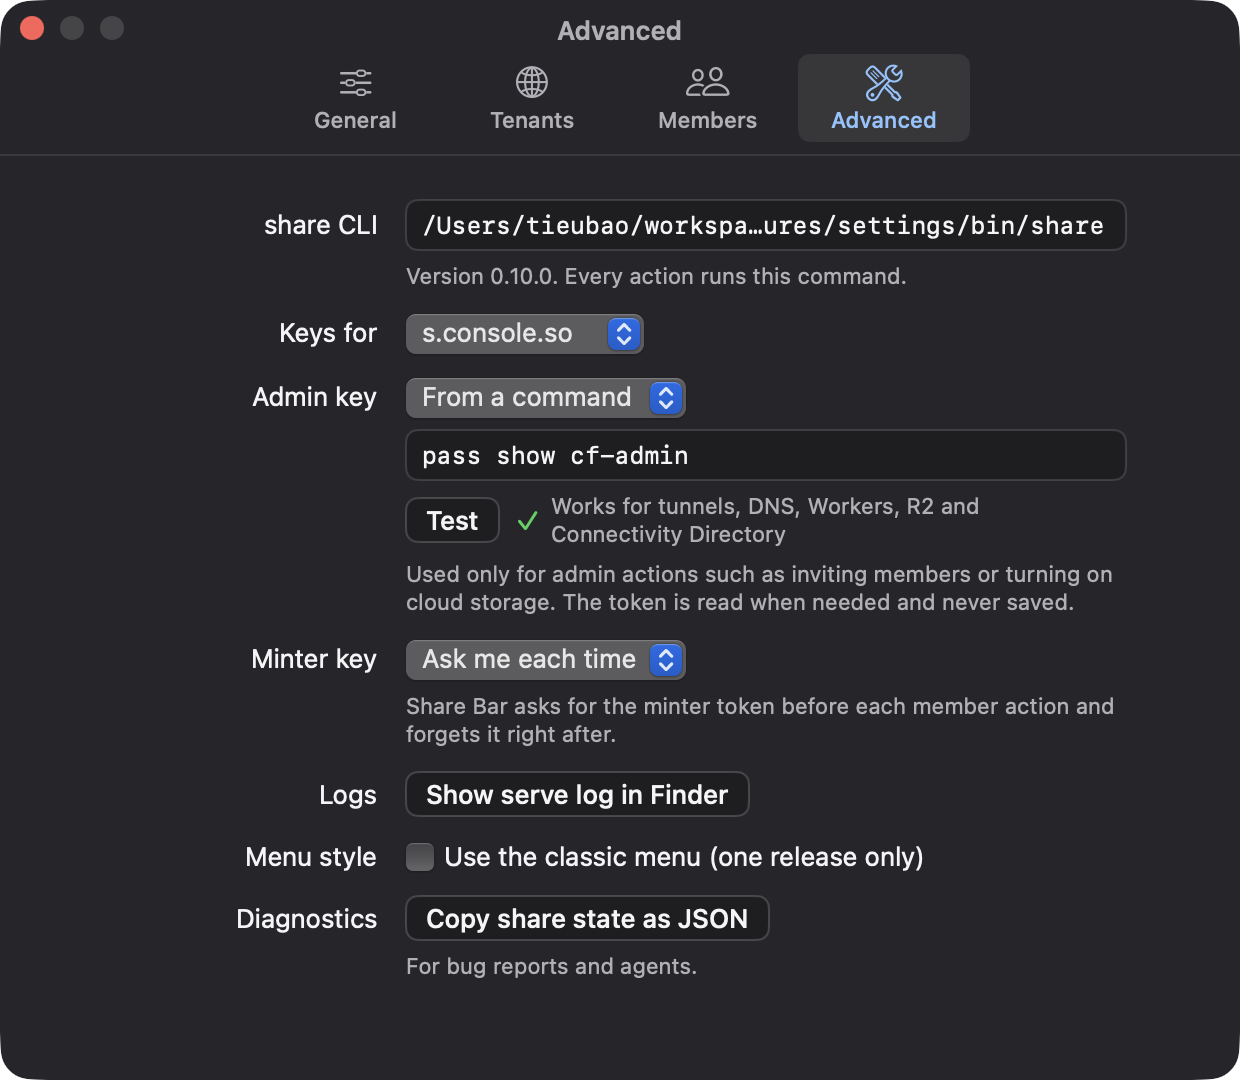 Advanced
General
Tenants
Members
Advanced
share CLI
/Users/tieubao/workspa…ures/settings/bin/share
Version 0.10.0. Every action runs this command.
Keys for
s.console.so
Admin key
From a command
pass show cf-admin
Test
Works for tunnels, DNS, Workers, R2 and
Connectivity Directory
Used only for admin actions such as inviting members or turning on
cloud storage. The token is read when needed and never saved.
Minter key
Ask me each time
Share Bar asks for the minter token before each member action and
forgets it right after.
Logs
Show serve log in Finder
Menu style
Use the classic menu (one release only)
Diagnostics
Copy share state as JSON
For bug reports and agents.